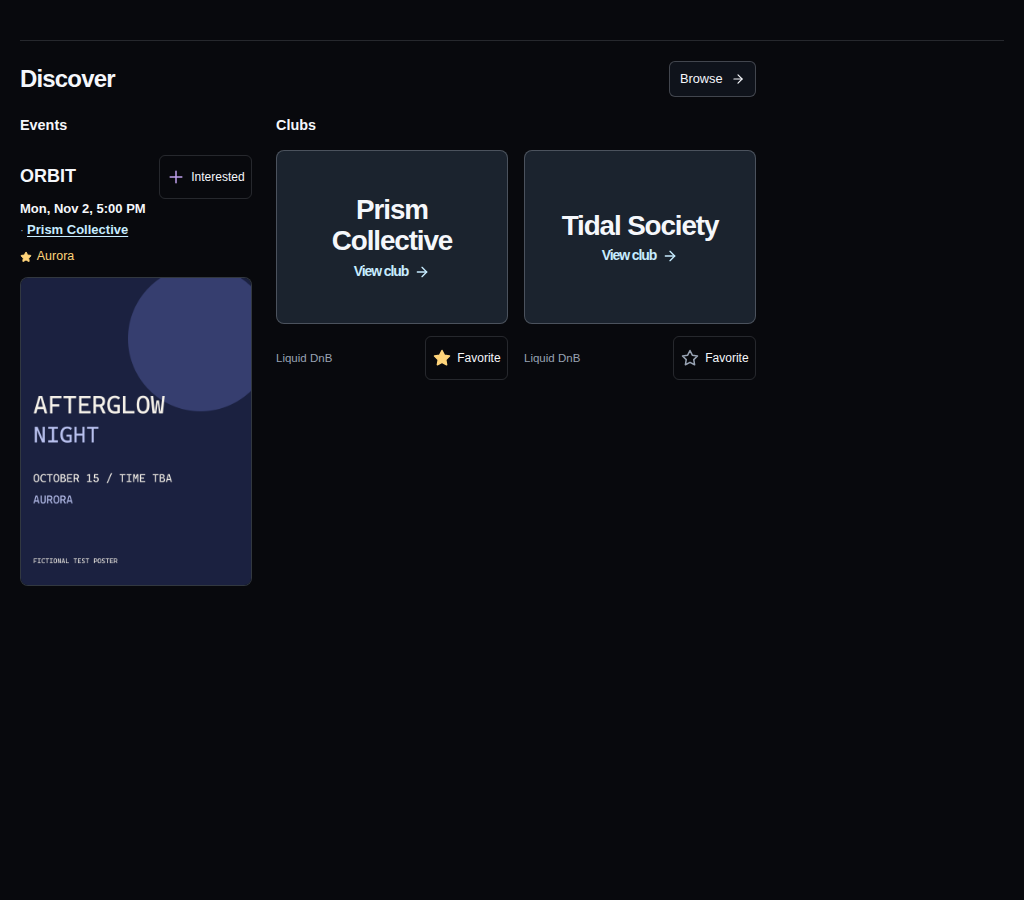 Discover
Browse
Events
ORBIT
Interested
Mon, Nov 2, 5:00 PM
· Prism Collective
Aurora
AFTERGLOW
NIGHT
OCTOBER 15 / TIME TBA
AURORA
FICTIONAL TEST POSTER
Clubs
Prism
Collective
View club
Liquid DnB
Favorite
Tidal Society
View club
Liquid DnB
Favorite